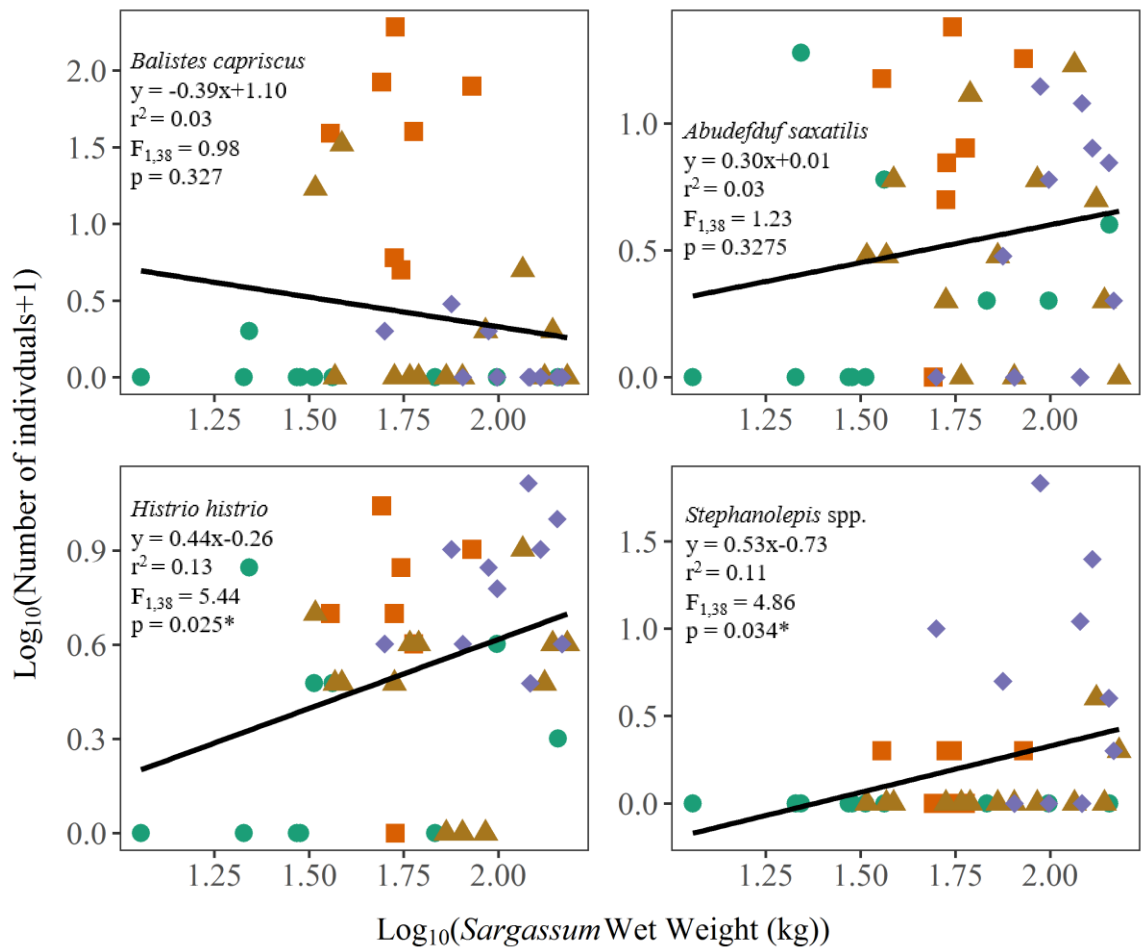 Balistes capriscus
y = -0.39x+1.10
r² = 0.03
F₁,₃₈ = 0.98
p = 0.327
2.0
1.5
1.0
0.5
0.0
1.25 1.50 1.75 2.00
Abudefduf saxatilis
y = 0.30x+0.01
r² = 0.03
F₁,₃₈ = 1.23
p = 0.3275
1.0
0.5
0.0
1.25 1.50 1.75 2.00
Histrio histrio
y = 0.44x-0.26
r² = 0.13
F₁,₃₈ = 5.44
p = 0.025*
0.9
0.6
0.3
0.0
1.25 1.50 1.75 2.00
Stephanolepis spp.
y = 0.53x-0.73
r² = 0.11
F₁,₃₈ = 4.86
p = 0.034*
1.5
1.0
0.5
0.0
1.25 1.50 1.75 2.00
Log₁₀(Number of indivduals+1)
Log₁₀(Sargassum Wet Weight (kg))